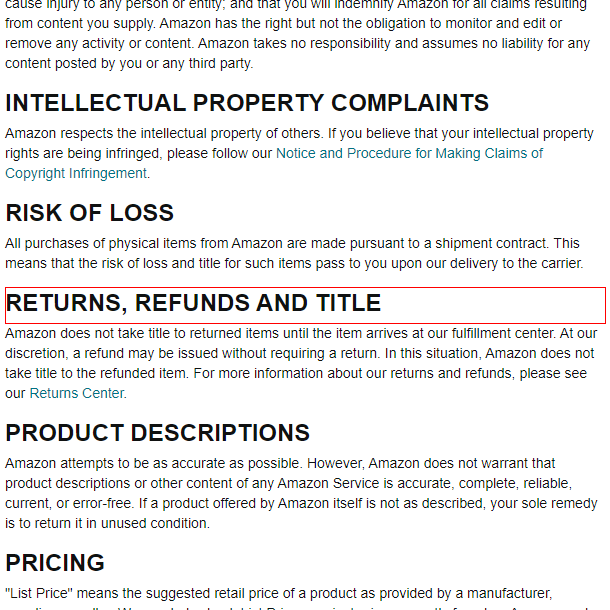 cause injury to any person or entity; and that you will indemnify Amazon for all claims resulting
from content you supply. Amazon has the right but not the obligation to monitor and edit or
remove any activity or content. Amazon takes no responsibility and assumes no liability for any
content posted by you or any third party.
INTELLECTUAL PROPERTY COMPLAINTS
Amazon respects the intellectual property of others. If you believe that your intellectual property
rights are being infringed, please follow our Notice and Procedure for Making Claims of
Copyright Infringement.
RISK OF LOSS
All purchases of physical items from Amazon are made pursuant to a shipment contract. This
means that the risk of loss and title for such items pass to you upon our delivery to the carrier.
RETURNS, REFUNDS AND TITLE
Amazon does not take title to returned items until the item arrives at our fulfillment center. At our
discretion, a refund may be issued without requiring a return. In this situation, Amazon does not
take title to the refunded item. For more information about our returns and refunds, please see
our Returns Center.
PRODUCT DESCRIPTIONS
Amazon attempts to be as accurate as possible. However, Amazon does not warrant that
product descriptions or other content of any Amazon Service is accurate, complete, reliable,
current, or error-free. If a product offered by Amazon itself is not as described, your sole remedy
is to return it in unused condition.
PRICING
"List Price" means the suggested retail price of a product as provided by a manufacturer,